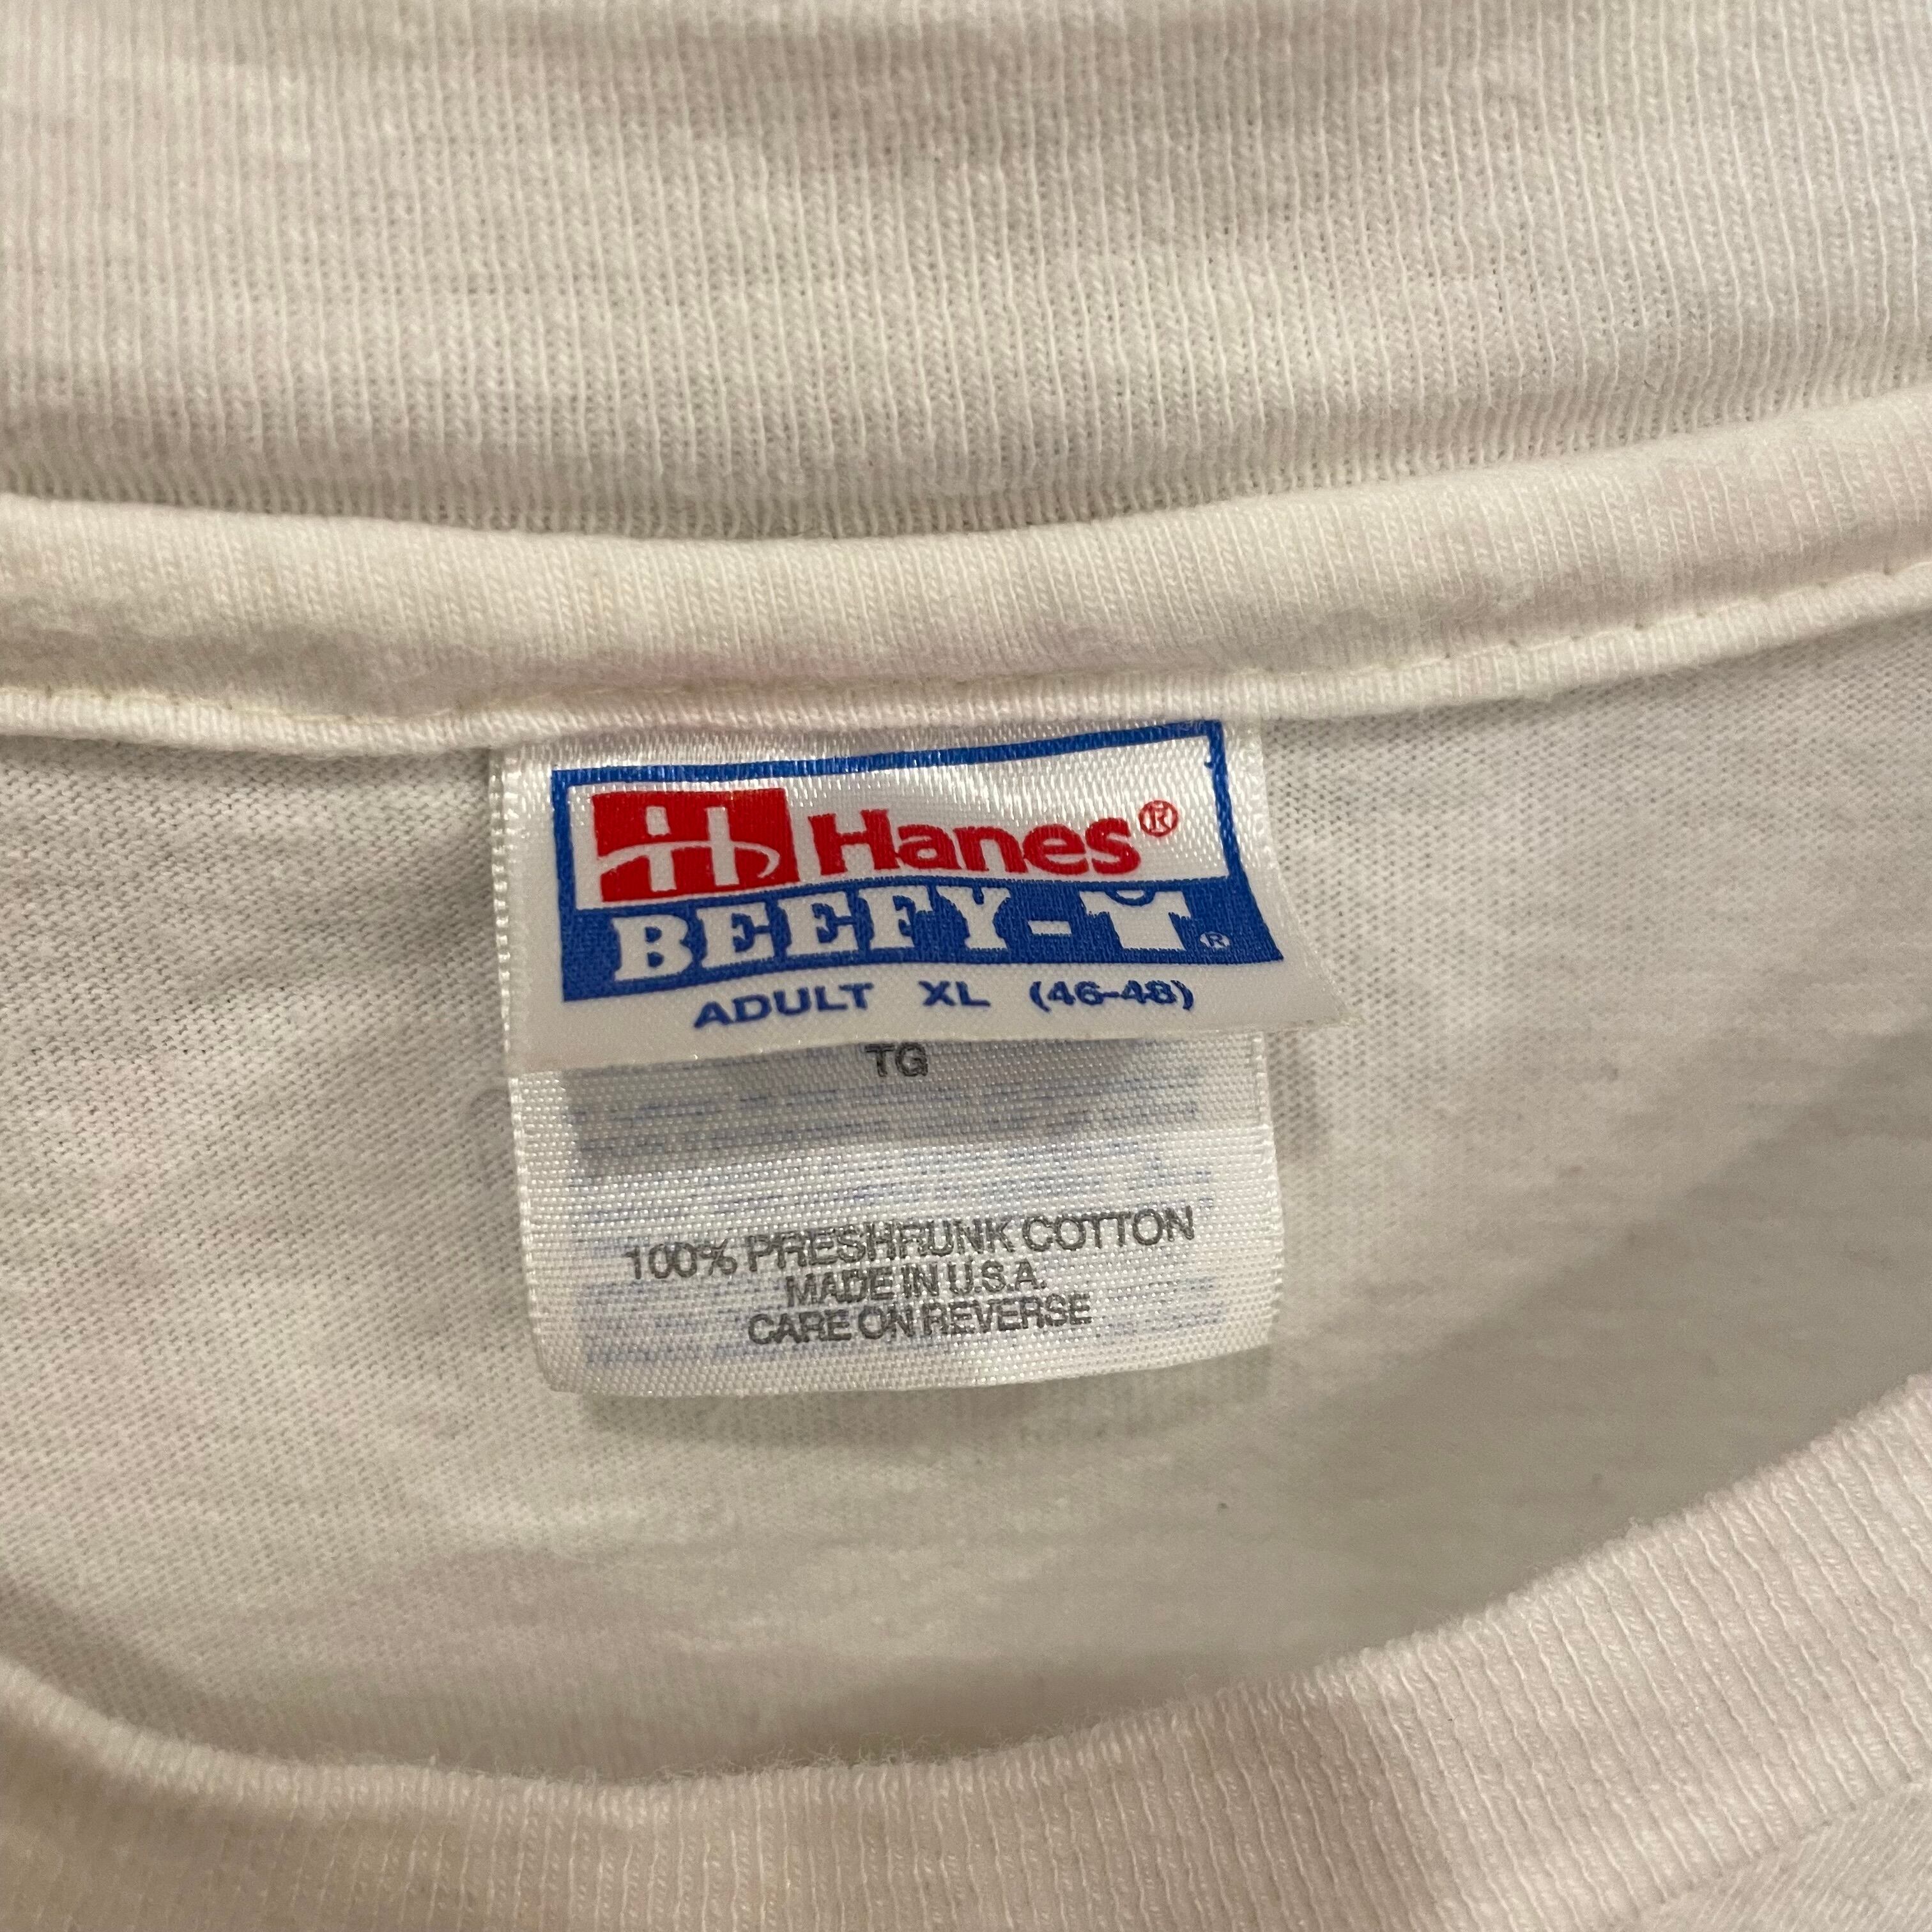 Hanes®
BEEFY-T®
ADULT XL (46-48)
TG
100% PRESHRUNK COTTON
MADE IN U.S.A.
CARE ON REVERSE